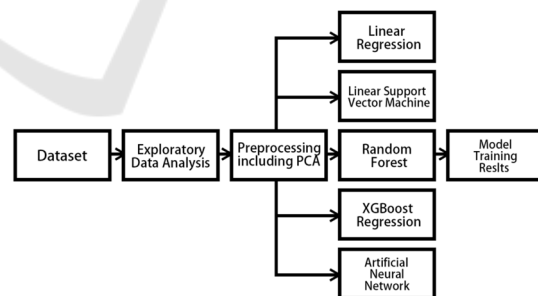 Linear
Regression
Linear Support
Vector Machine
Dataset
Exploratory
Data Analysis
Preprocessing
including PCA
Random
Forest
Model
Training
Reslts
XGBoost
Regression
Artificial
Neural
Network